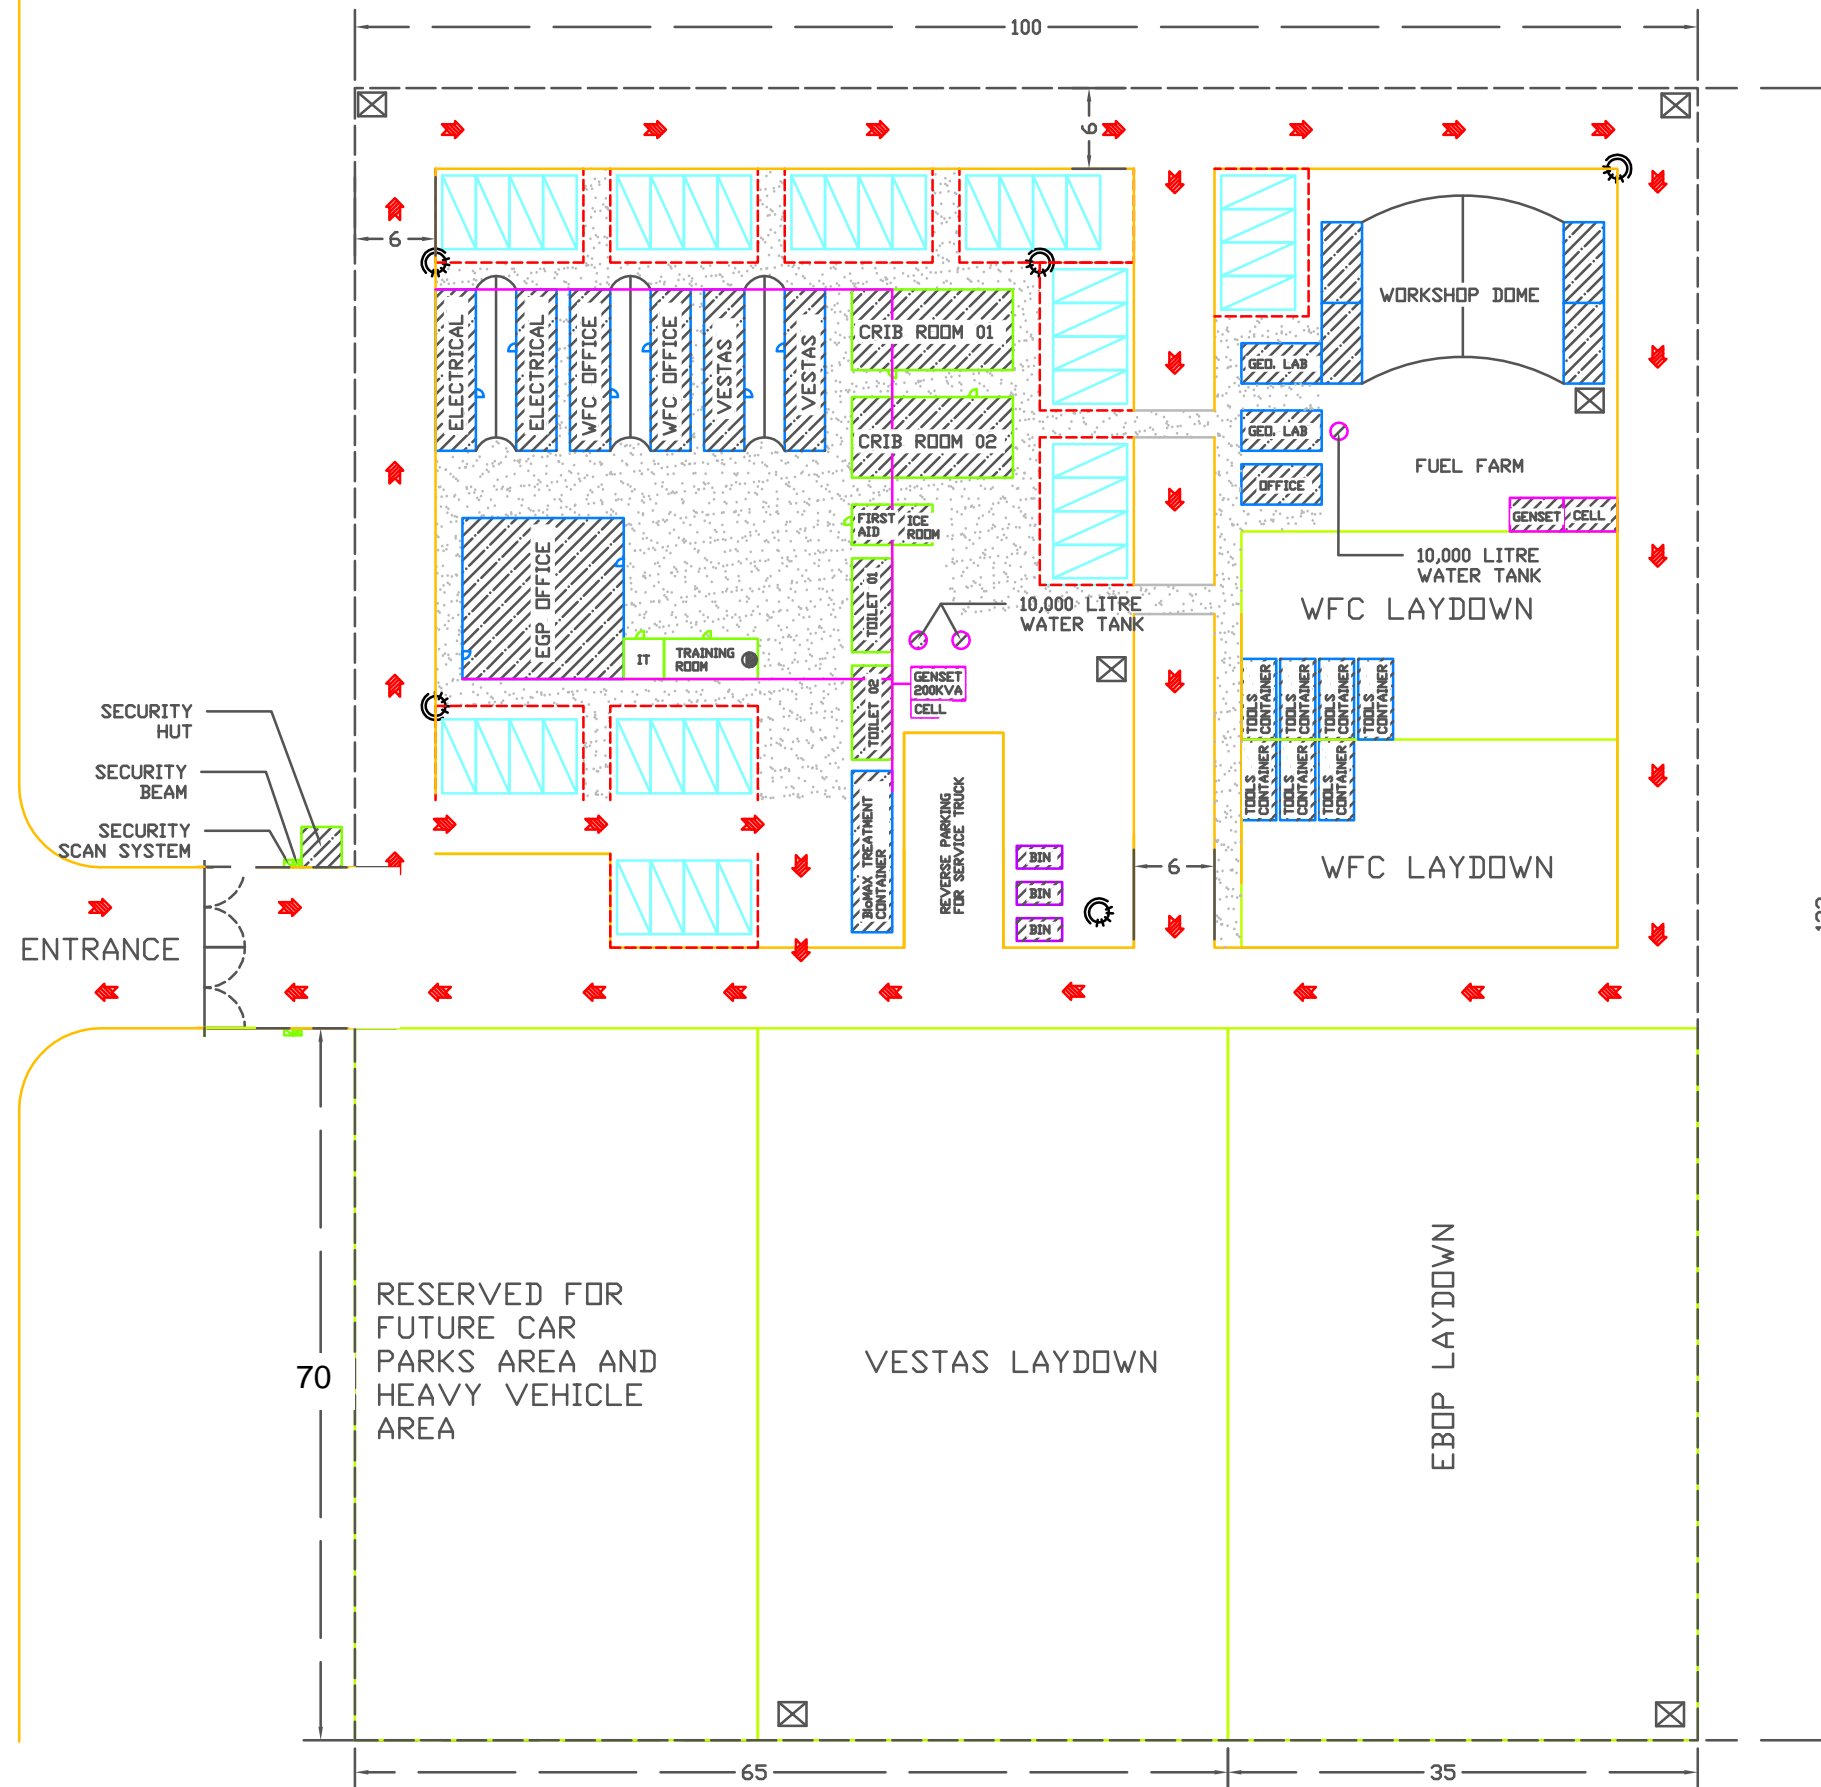 100
6
6
WORKSHOP DOME
ELECTRICAL
ELECTRICAL
WFC OFFICE
WFC OFFICE
VESTAS
VESTAS
CRIB ROOM 01
CRIB ROOM 02
GEO. LAB
GEO. LAB
OFFICE
FUEL FARM
GENSET
CELL
FIRST
AID
ICE
ROOM
EGP OFFICE
TOILET 01
10,000 LITRE
WATER TANK
10,000 LITRE
WATER TANK
WFC LAYDOWN
IT
TRAINING
ROOM
TOILET 02
GENSET
200KVA
CELL
TOOLS
CONTAINER
TOOLS
CONTAINER
TOOLS
CONTAINER
TOOLS
CONTAINER
TOOLS
CONTAINER
TOOLS
CONTAINER
TOOLS
CONTAINER
SECURITY
HUT
SECURITY
BEAM
SECURITY
SCAN SYSTEM
BioMAX TREATMENT
CONTAINER
REVERSE PARKING
FOR SERVICE TRUCK
BIN
BIN
BIN
6
WFC LAYDOWN
ENTRANCE
RESERVED FOR
FUTURE CAR
PARKS AREA AND
HEAVY VEHICLE
AREA
70
VESTAS LAYDOWN
EBOP LAYDOWN
65
35